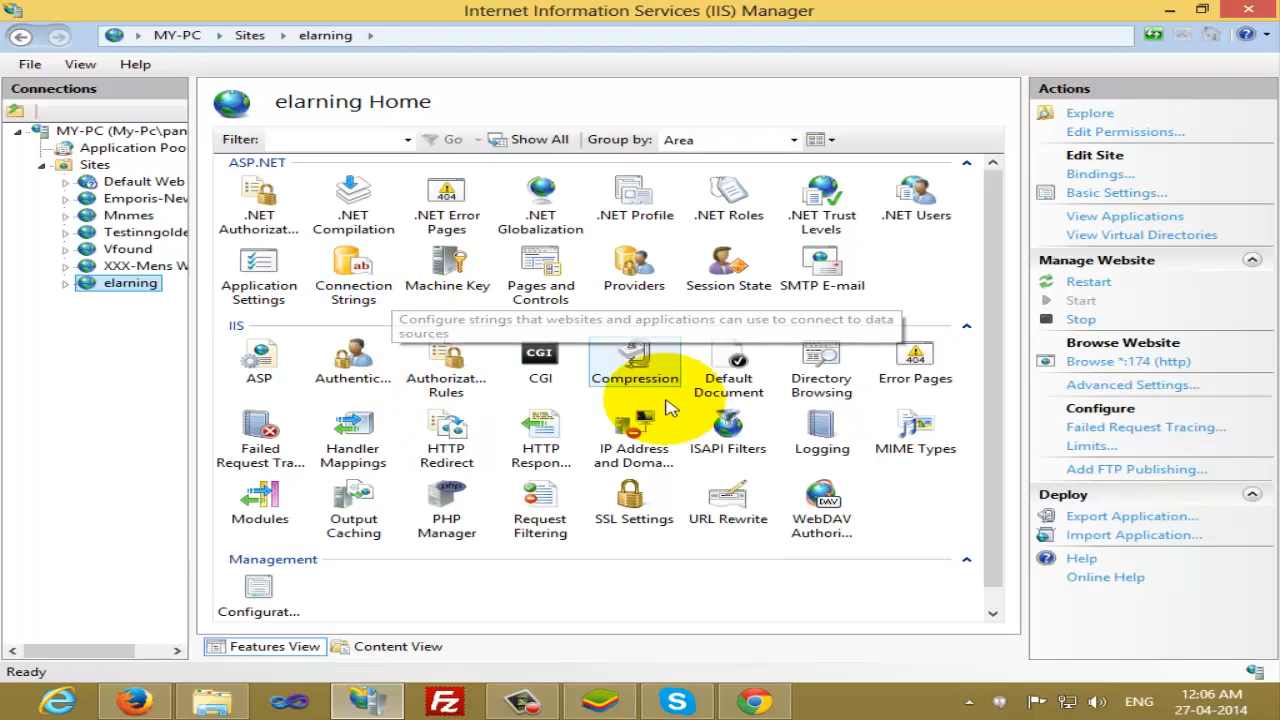 Internet Information Services (IIS) Manager
MY-PC
Sites
elarning
File
View
Help
Connections
MY-PC (My-Pc\pan
Application Poo
Sites
Default Web
Emporis-New
Mnmes
Testinngolde
Vfound
XXX-Mens W
elarning
elarning Home
Filter:
Go
Show All
Group by:
Area
ASP.NET
.NET
Authorizat...
.NET
Compilation
.NET Error
Pages
.NET
Globalization
.NET Profile
.NET Roles
.NET Trust
Levels
.NET Users
Application
Settings
Connection
Strings
Machine Key
Pages and
Controls
Providers
Session State
SMTP E-mail
Configure strings that websites and applications can use to connect to data
sources
IIS
ASP
Authentic...
Authorizat...
Rules
CGI
CGI
Compression
Default
Document
Directory
Browsing
404
Error Pages
Failed
Request Tra...
Handler
Mappings
HTTP
Redirect
HTTP
Respon...
IP Address
and Doma...
ISAPI Filters
Logging
MIME Types
Modules
Output
Caching
php
PHP
Manager
Request
Filtering
SSL Settings
URL Rewrite
DAV
WebDAV
Authori...
Management
Configurat...
Features View
Content View
Actions
Explore
Edit Permissions...
Edit Site
Bindings...
Basic Settings...
View Applications
View Virtual Directories
Manage Website
Restart
Start
Stop
Browse Website
Browse *:174 (http)
Advanced Settings...
Configure
Failed Request Tracing...
Limits...
Add FTP Publishing...
Deploy
Export Application...
Import Application...
Help
Online Help
Ready
ENG
12:06 AM
27-04-2014